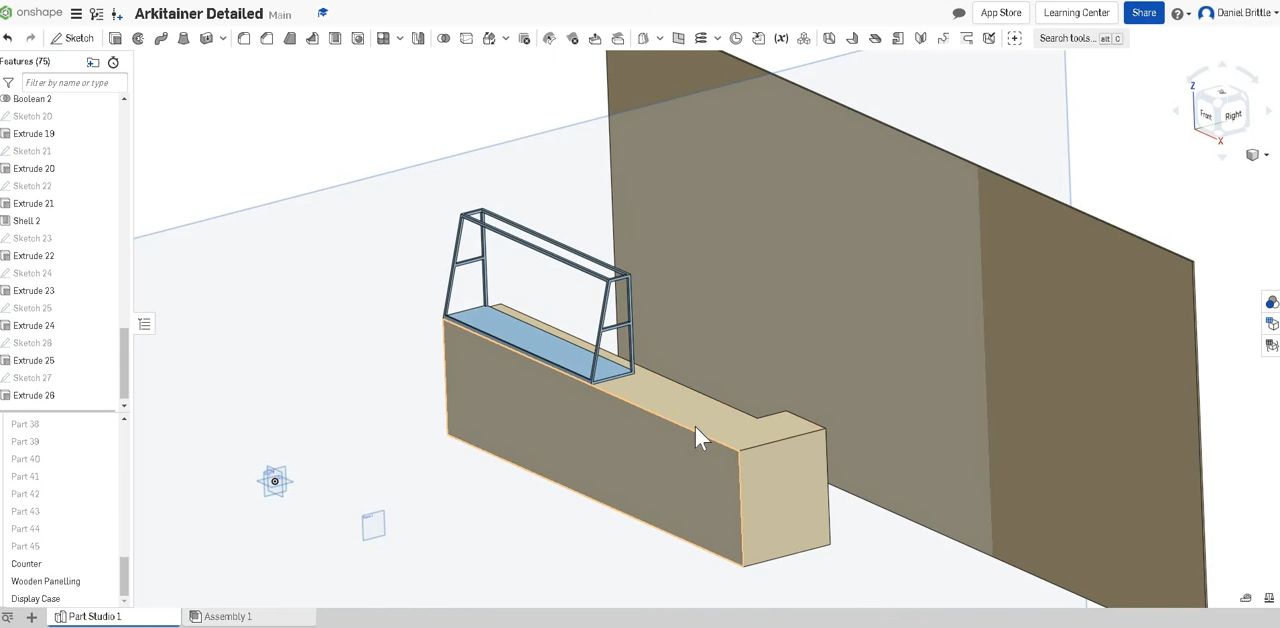 onshape Arkitainer Detailed Main App Store Learning Center Share Daniel Brittle
Sketch Search tools... alt C
Features (75)
Filter by name or type
Boolean 2
Sketch 20
Extrude 19
Sketch 21
Extrude 20
Sketch 22
Extrude 21
Shell 2
Sketch 23
Extrude 22
Sketch 24
Extrude 23
Sketch 25
Extrude 24
Sketch 26
Extrude 25
Sketch 27
Extrude 26
Part 38
Part 39
Part 40
Part 41
Part 42
Part 43
Part 44
Part 45
Counter
Wooden Panelling
Display Case
Z
Front Right
X
Part Studio 1 Assembly 1